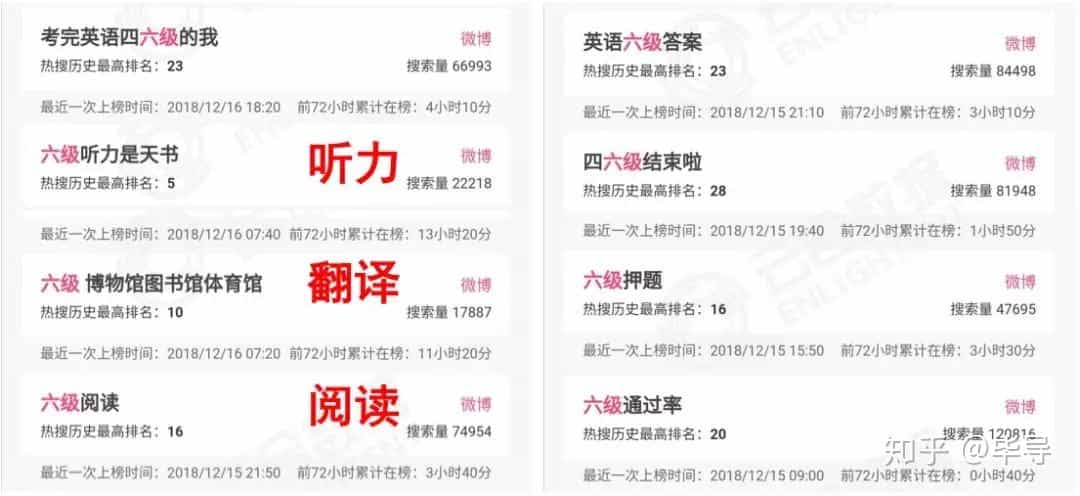 考完英语四六级的我
微博
热搜历史最高排名：23
搜索量 66993
最近一次上榜时间：2018/12/16 18:20 前72小时累计在榜：4小时10分
六级听力是天书
听力
微博
热搜历史最高排名：5
搜索量 22218
最近一次上榜时间：2018/12/16 07:40 前72小时累计在榜：13小时20分
六级 博物馆图书馆体育馆
翻译
微博
热搜历史最高排名：10
搜索量 17887
最近一次上榜时间：2018/12/16 07:20 前72小时累计在榜：11小时20分
六级阅读
阅读
微博
热搜历史最高排名：16
搜索量 74954
最近一次上榜时间：2018/12/15 21:50 前72小时累计在榜：3小时40分
英语六级答案
微博
热搜历史最高排名：23
搜索量 84498
最近一次上榜时间：2018/12/15 21:10 前72小时累计在榜：3小时10分
四六级结束啦
微博
热搜历史最高排名：28
搜索量 81948
最近一次上榜时间：2018/12/15 19:40 前72小时累计在榜：1小时50分
六级押题
微博
热搜历史最高排名：16
搜索量 47695
最近一次上榜时间：2018/12/15 15:50 前72小时累计在榜：3小时30分
六级通过率
微博
热搜历史最高排名：20
搜索量 120816
最近一次上榜时间：2018/12/15 09:00 前72小时累计在榜：0小时40分
知乎 @毕导
ENLIGHTENT